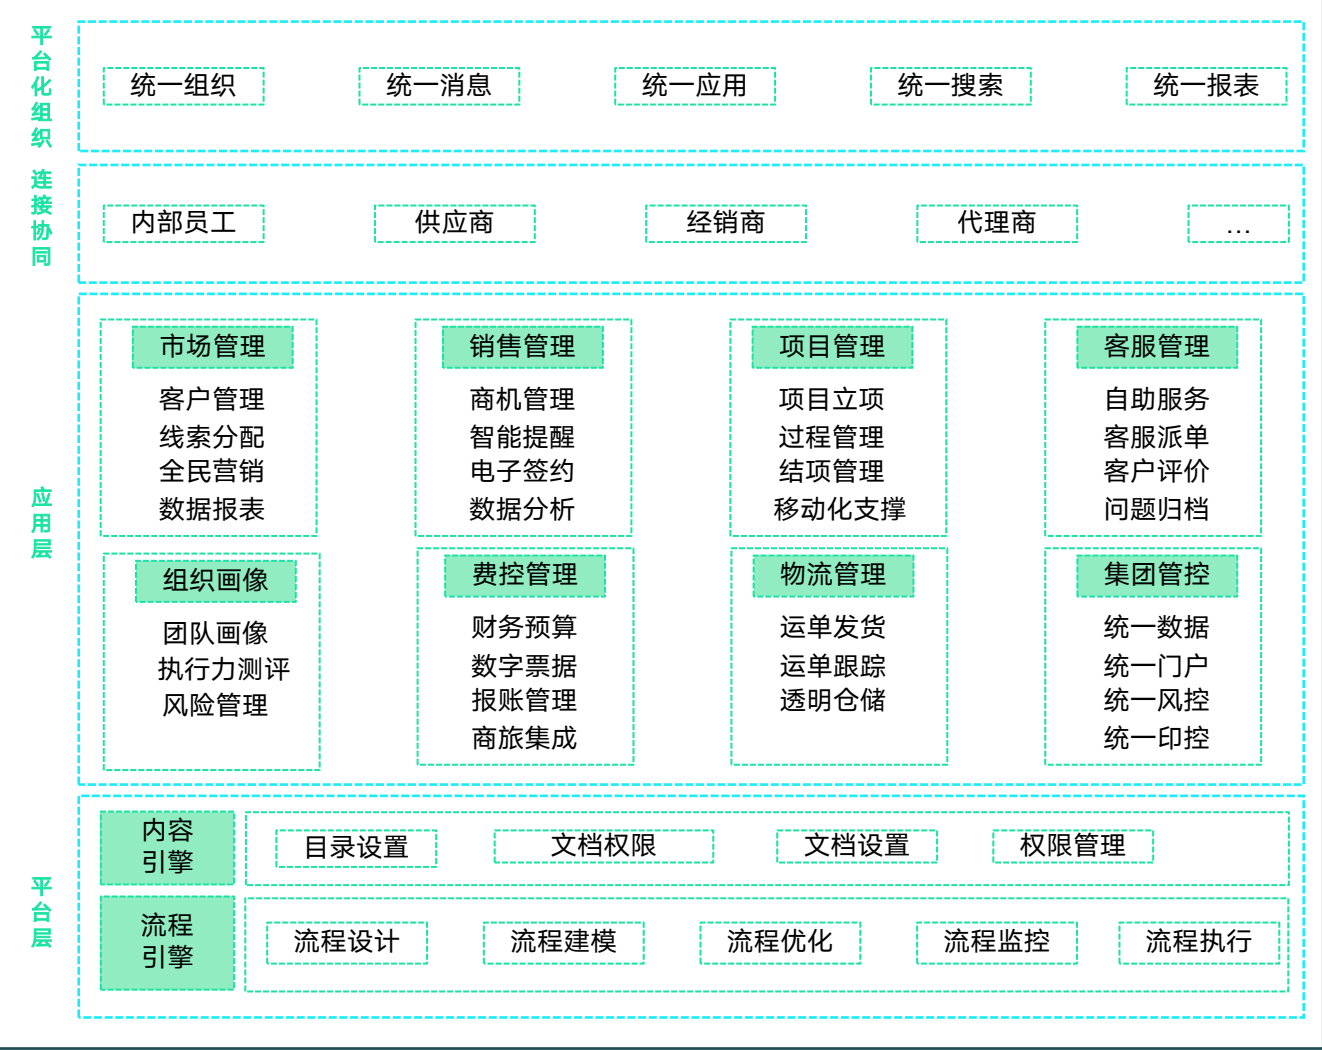 平台化组织
统一组织
统一消息
统一应用
统一搜索
统一报表
连接协同
内部员工
供应商
经销商
代理商
...
应用层
市场管理
客户管理
线索分配
全民营销
数据报表
销售管理
商机管理
智能提醒
电子签约
数据分析
项目管理
项目立项
过程管理
结项管理
移动化支撑
客服管理
自助服务
客服派单
客户评价
问题归档
组织画像
团队画像
执行力测评
风险管理
费控管理
财务预算
数字票据
报账管理
商旅集成
物流管理
运单发货
运单跟踪
透明仓储
集团管控
统一数据
统一门户
统一风控
统一印控
平台层
内容
引擎
目录设置
文档权限
文档设置
权限管理
流程
引擎
流程设计
流程建模
流程优化
流程监控
流程执行